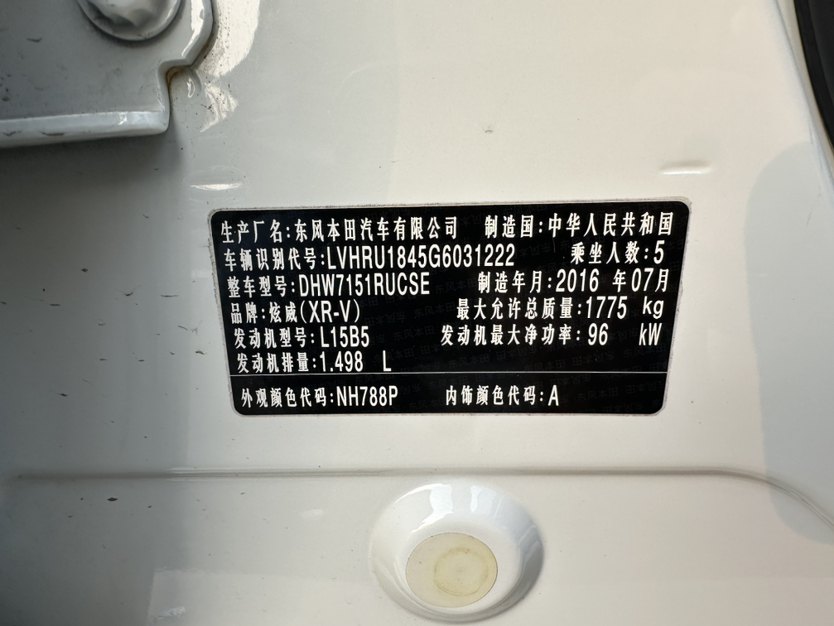 生产厂名:东风本田汽车有限公司 制造国:中华人民共和国
车辆识别代号:LVHRU1845G6031222 乘坐人数:5
整车型号:DHW7151RUCSE 制造年月:2016 年07月
品牌:炫威(XR-V) 最大允许总质量:1775 kg
发动机型号:L15B5 发动机最大净功率:96 kW
发动机排量:1.498 L
外观颜色代码:NH788P 内饰颜色代码:A